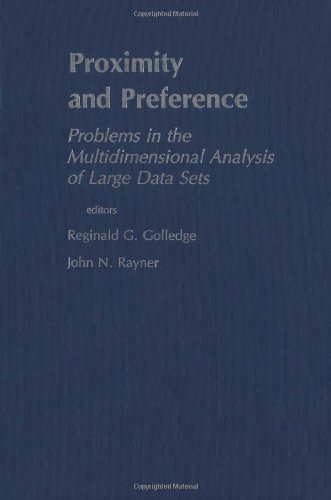 Proximity
and Preference
Problems in the
Multidimensional Analysis
of Large Data Sets
editors
Reginald G. Golledge
John N. Rayner